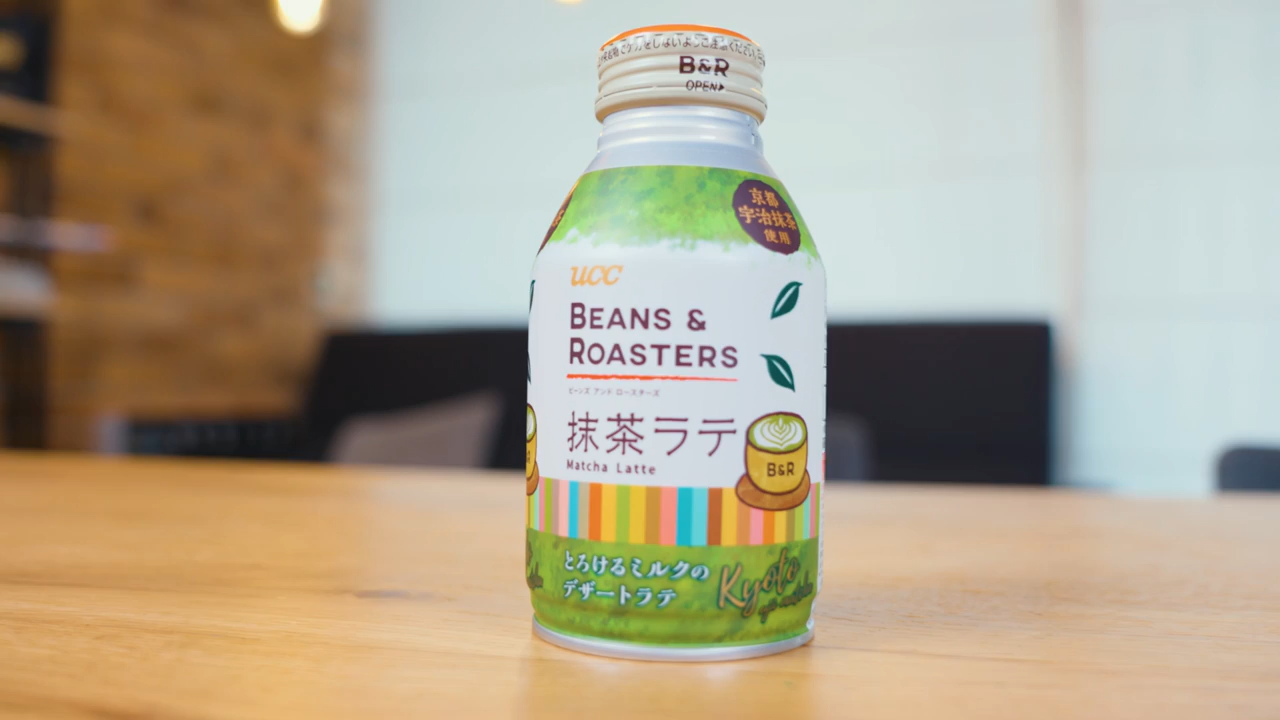 B&R
OPEN
京都
宇治抹茶
使用
UCC
BEANS &
ROASTERS
ビーンズ アンド ロースターズ
抹茶ラテ
Matcha Latte
B&R
とろけるミルクの
デザートラテ
Kyoto